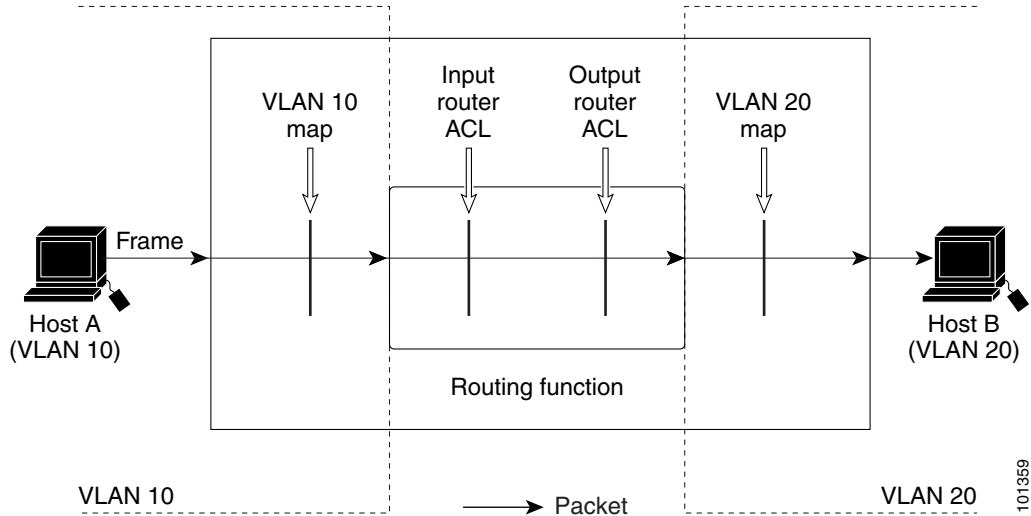 VLAN 10
map
Input
router
ACL
Output
router
ACL
VLAN 20
map
Frame
Host A
(VLAN 10)
Host B
(VLAN 20)
Routing function
VLAN 10
Packet
VLAN 20
101359